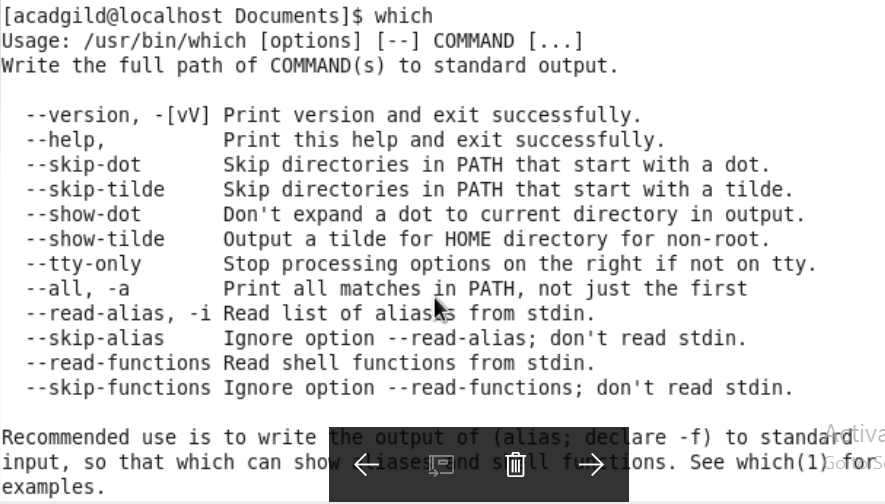 [acadgild@localhost Documents]$ which
Usage: /usr/bin/which [options] [--] COMMAND [...]
Write the full path of COMMAND(s) to standard output.

  --version, -[vV] Print version and exit successfully.
  --help,          Print this help and exit successfully.
  --skip-dot       Skip directories in PATH that start with a dot.
  --skip-tilde     Skip directories in PATH that start with a tilde.
  --show-dot       Don't expand a dot to current directory in output.
  --show-tilde     Output a tilde for HOME directory for non-root.
  --tty-only       Stop processing options on the right if not on tty.
  --all, -a        Print all matches in PATH, not just the first
  --read-alias, -i Read list of aliases from stdin.
  --skip-alias     Ignore option --read-alias; don't read stdin.
  --read-functions Read shell functions from stdin.
  --skip-functions Ignore option --read-functions; don't read stdin.

Recommended use is to write the output of (alias; declare -f) to standard
input, so that which can show aliases and shell functions. See which(1) for
examples.
Activa
Go to Se